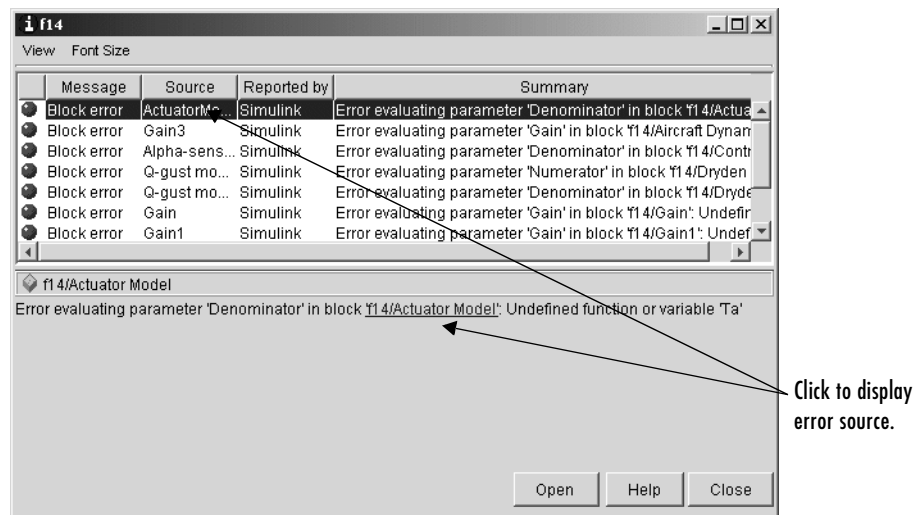 f14
View Font Size
Message Source Reported by Summary
Block error ActuatorMo... Simulink Error evaluating parameter 'Denominator' in block 'f14/Actua
Block error Gain3 Simulink Error evaluating parameter 'Gain' in block 'f14/Aircraft Dynam
Block error Alpha-sens... Simulink Error evaluating parameter 'Denominator' in block 'f14/Contr
Block error Q-gust mo... Simulink Error evaluating parameter 'Numerator' in block 'f14/Dryden
Block error Q-gust mo... Simulink Error evaluating parameter 'Denominator' in block 'f14/Dryde
Block error Gain Simulink Error evaluating parameter 'Gain' in block 'f14/Gain': Undefin
Block error Gain1 Simulink Error evaluating parameter 'Gain' in block 'f14/Gain1': Undef
f14/Actuator Model
Error evaluating parameter 'Denominator' in block 'f14/Actuator Model': Undefined function or variable 'Ta'
Click to display
error source.
Open Help Close